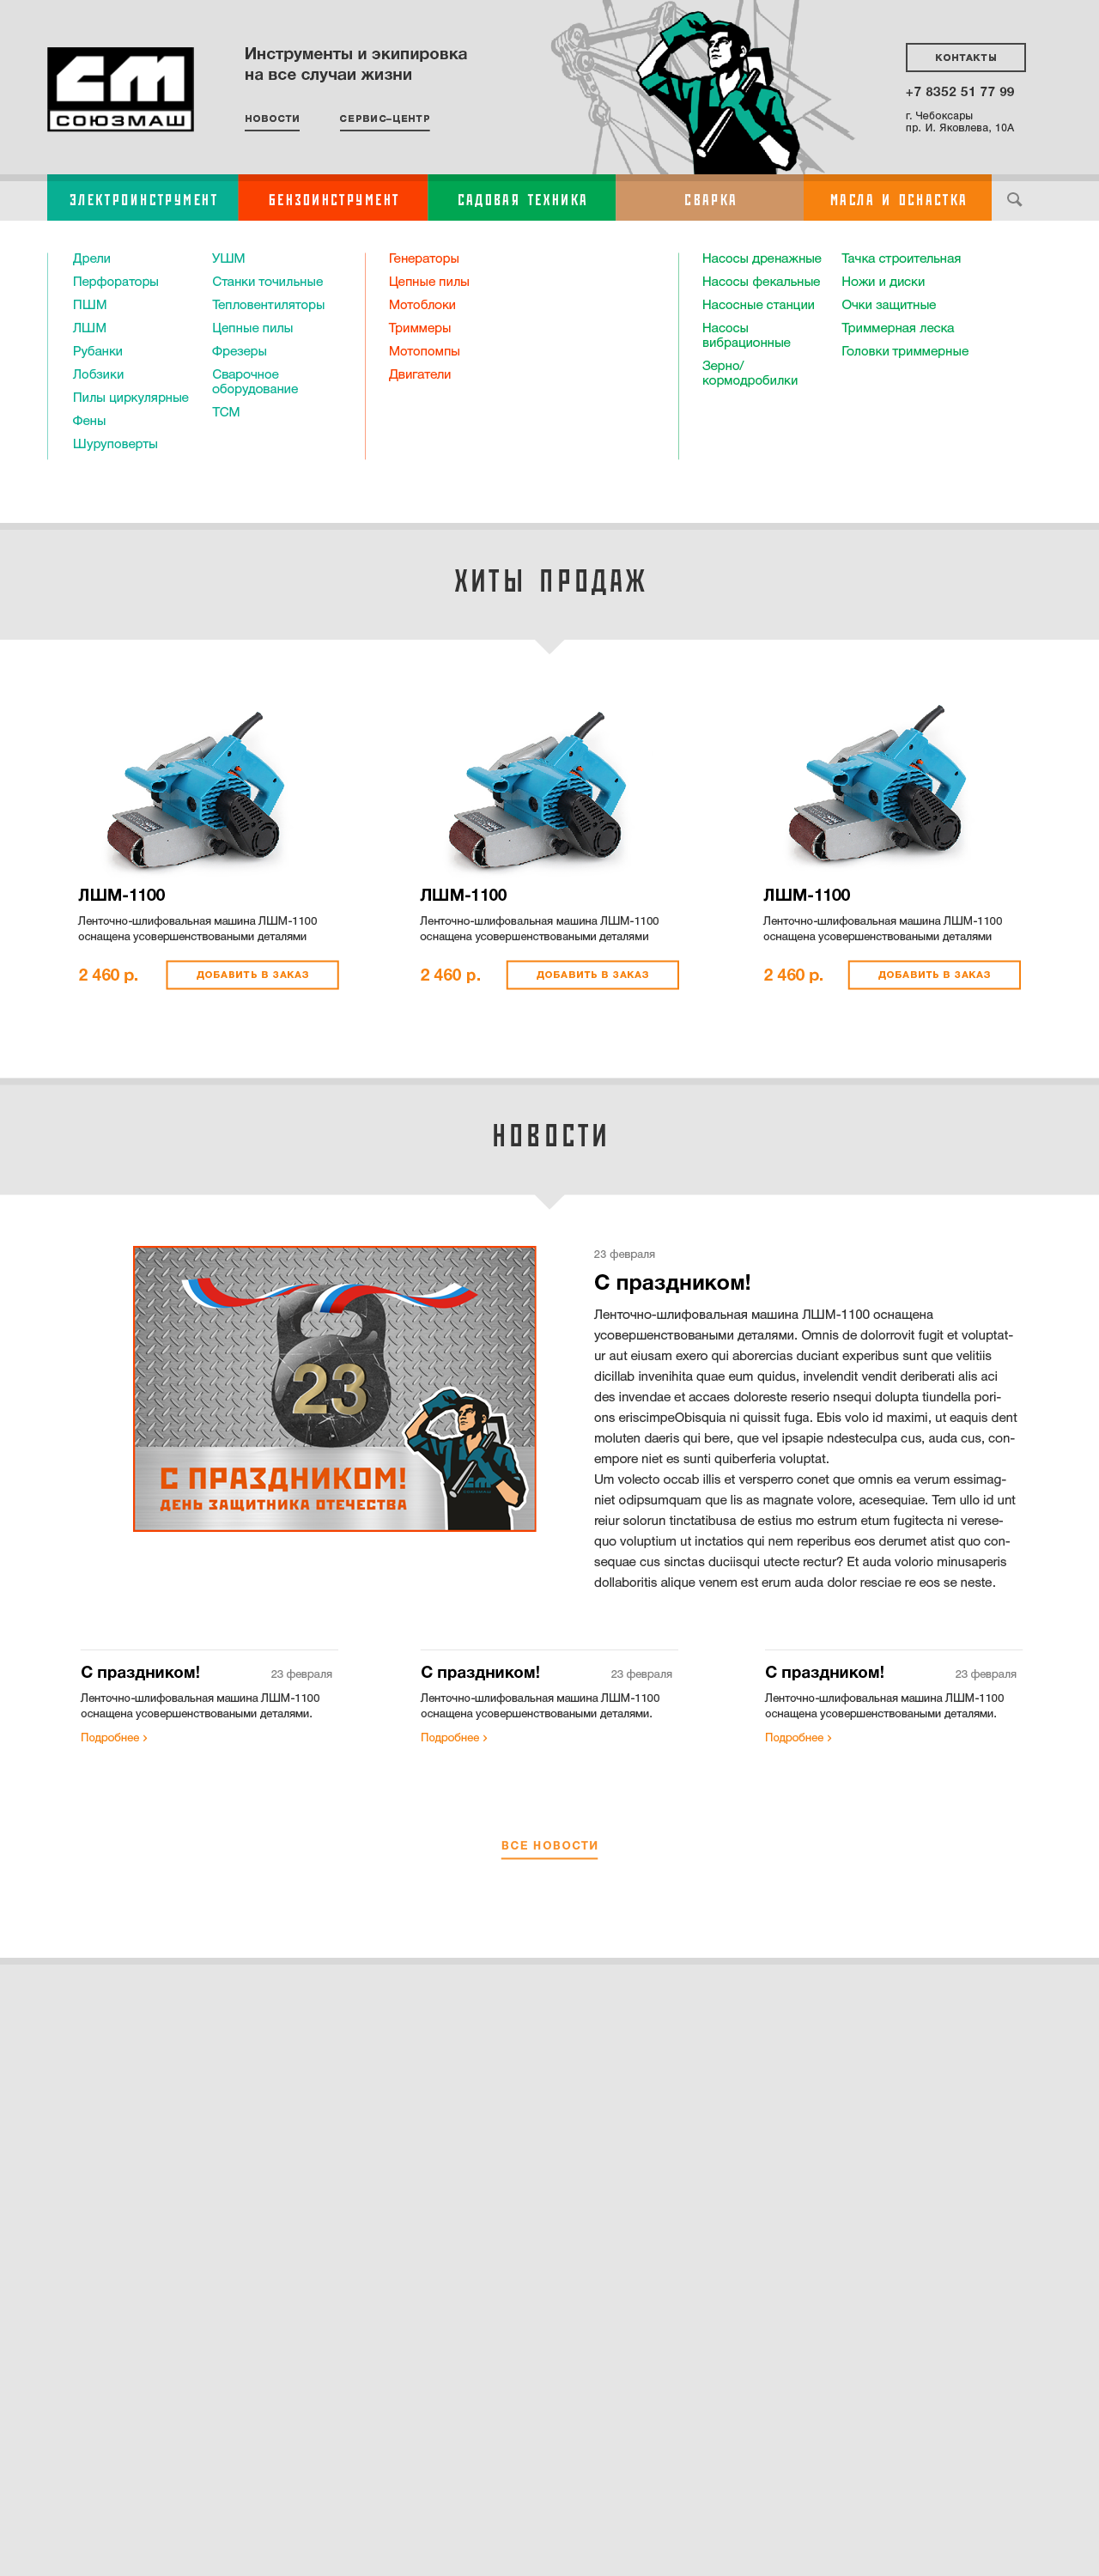 СМ
СОЮЗМАШ
Инструменты и экипировка
на все случаи жизни
НОВОСТИ
СЕРВИС–ЦЕНТР
КОНТАКТЫ
+7 8352 51 77 99
г. Чебоксары
пр. И. Яковлева, 10А
ЭЛЕКТРОИНСТРУМЕНТ
БЕНЗОИНСТРУМЕНТ
САДОВАЯ ТЕХНИКА
СВАРКА
МАСЛА И ОСНАСТКА
Дрели
Перфораторы
ПШМ
ЛШМ
Рубанки
Лобзики
Пилы циркулярные
Фены
Шуруповерты
УШМ
Станки точильные
Тепловентиляторы
Цепные пилы
Фрезеры
Сварочное
оборудование
ТСМ
Генераторы
Цепные пилы
Мотоблоки
Триммеры
Мотопомпы
Двигатели
Насосы дренажные
Насосы фекальные
Насосные станции
Насосы
вибрационные
Зерно/
кормодробилки
Тачка строительная
Ножи и диски
Очки защитные
Триммерная леска
Головки триммерные
ХИТЫ ПРОДАЖ
ЛШМ-1100
Ленточно-шлифовальная машина ЛШМ-1100
оснащена усовершенствоваными деталями
2 460 р.
ДОБАВИТЬ В ЗАКАЗ
ЛШМ-1100
Ленточно-шлифовальная машина ЛШМ-1100
оснащена усовершенствоваными деталями
2 460 р.
ДОБАВИТЬ В ЗАКАЗ
ЛШМ-1100
Ленточно-шлифовальная машина ЛШМ-1100
оснащена усовершенствоваными деталями
2 460 р.
ДОБАВИТЬ В ЗАКАЗ
НОВОСТИ
23
СМ
СОЮЗМАШ
С ПРАЗДНИКОМ!
ДЕНЬ ЗАЩИТНИКА ОТЕЧЕСТВА
23 февраля
С праздником!
Ленточно-шлифовальная машина ЛШМ-1100 оснащена
усовершенствоваными деталями. Omnis de dolorrovit fugit et voluptat-
ur aut eiusam exero qui aborercias duciant experibus sunt que velitiis
dicillab invenihita quae eum quidus, invelendit vendit deriberati alis aci
des invendae et accaes doloreste reserio nsequi dolupta tiundella pori-
ons eriscimpeObisquia ni quissit fuga. Ebis volo id maximi, ut eaquis dent
moluten daeris qui bere, que vel ipsapie ndesteculpa cus, auda cus, con-
empore niet es sunti quiberferia voluptat.
Um volecto occab illis et versperro conet que omnis ea verum essimag-
niet odipsumquam que lis as magnate volore, acesequiae. Tem ullo id unt
reiur solorun tinctatibusa de estius mo estrum etum fugitecta ni verese-
quo voluptium ut inctatios qui nem reperibus eos derumet atist quo con-
sequae cus sinctas duciisqui utecte rectur? Et auda volorio minusaperis
dollaboritis alique venem est erum auda dolor resciae re eos se neste.
С праздником!
23 февраля
Ленточно-шлифовальная машина ЛШМ-1100
оснащена усовершенствоваными деталями.
Подробнее ›
С праздником!
23 февраля
Ленточно-шлифовальная машина ЛШМ-1100
оснащена усовершенствоваными деталями.
Подробнее ›
С праздником!
23 февраля
Ленточно-шлифовальная машина ЛШМ-1100
оснащена усовершенствоваными деталями.
Подробнее ›
ВСЕ НОВОСТИ